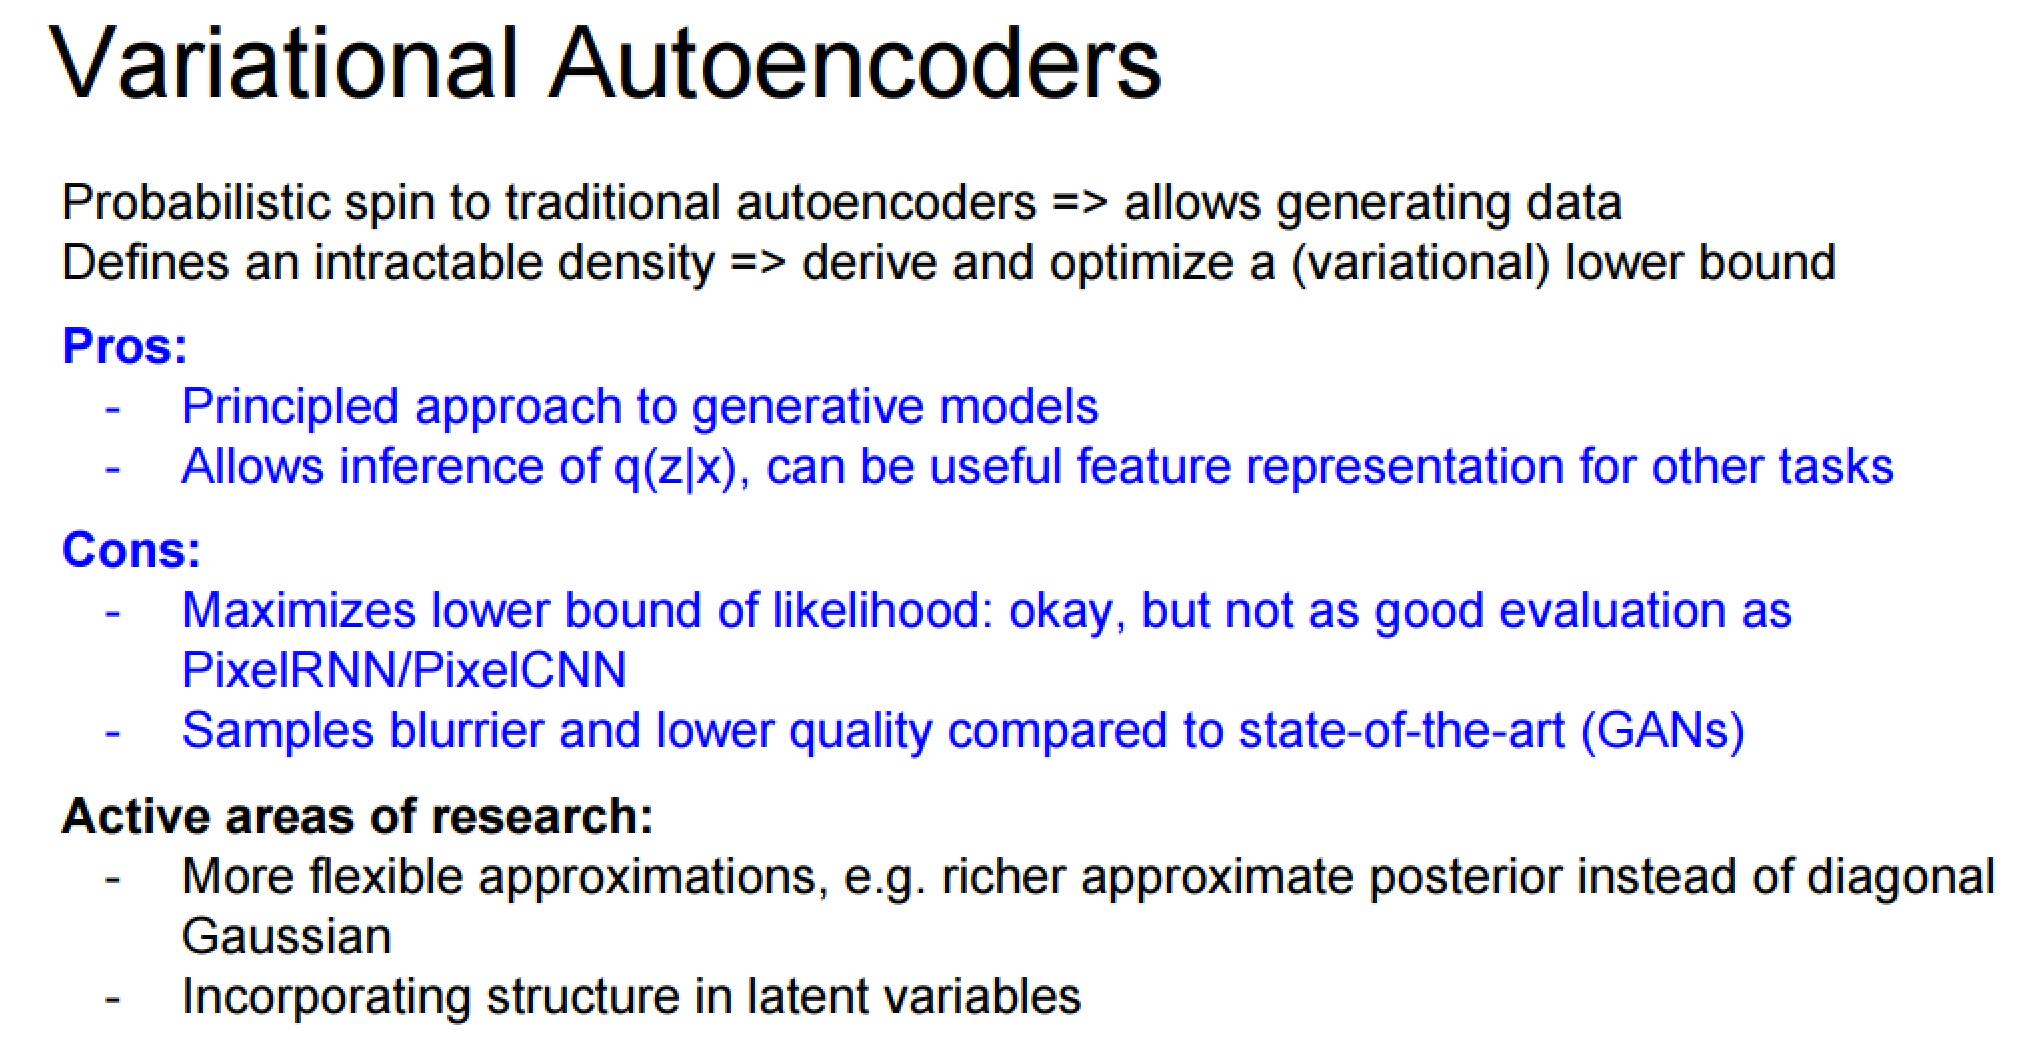 Variational Autoencoders
Probabilistic spin to traditional autoencoders => allows generating data
Defines an intractable density => derive and optimize a (variational) lower bound
Pros:
- Principled approach to generative models
- Allows inference of q(z|x), can be useful feature representation for other tasks
Cons:
- Maximizes lower bound of likelihood: okay, but not as good evaluation as
PixelRNN/PixelCNN
- Samples blurrier and lower quality compared to state-of-the-art (GANs)
Active areas of research:
- More flexible approximations, e.g. richer approximate posterior instead of diagonal
Gaussian
- Incorporating structure in latent variables